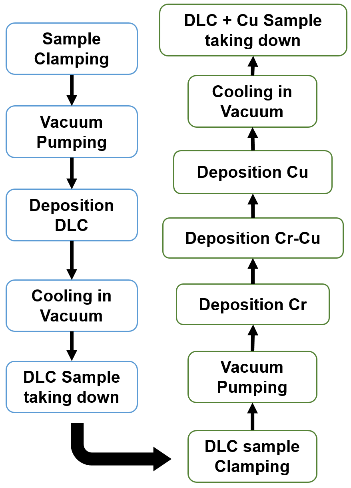 Sample
Clamping
Vacuum
Pumping
Deposition
DLC
Cooling in
Vacuum
DLC Sample
taking down
DLC sample
Clamping
Vacuum
Pumping
Deposition Cr
Deposition Cr-Cu
Deposition Cu
Cooling in
Vacuum
DLC + Cu Sample
taking down